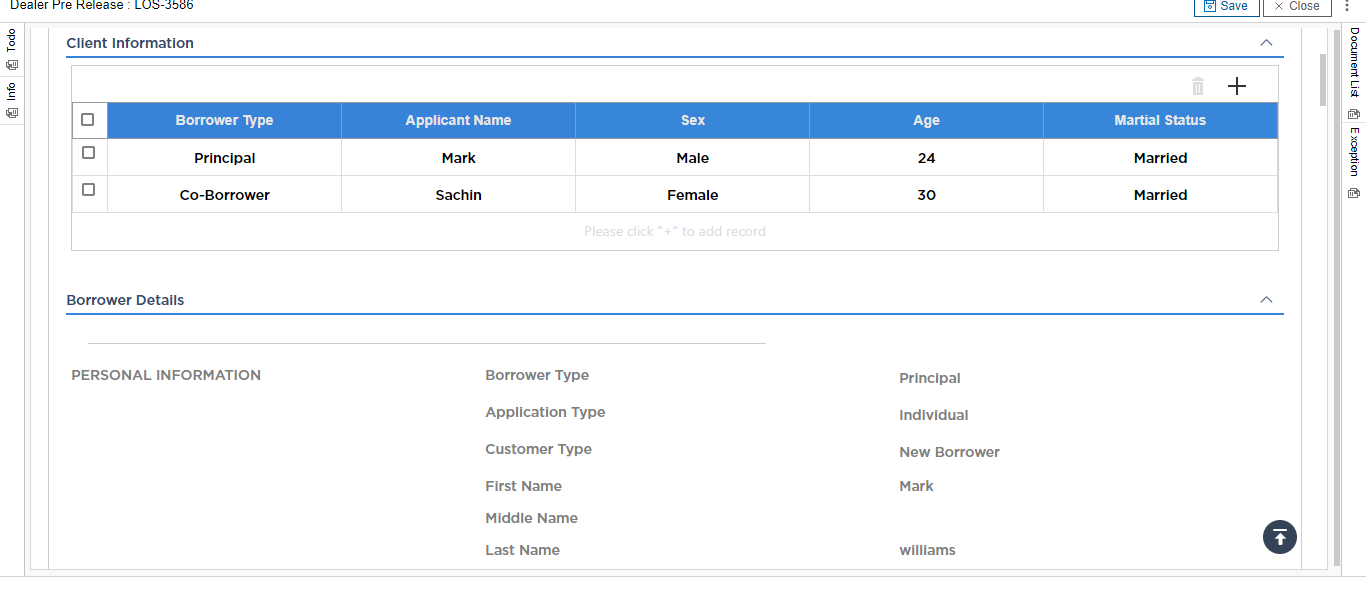 Dealer Pre Release : LOS-3586
Save
Close
Todo
Info
Document List
Exception
Client Information
Borrower Type Applicant Name Sex Age Martial Status
Principal Mark Male 24 Married
Co-Borrower Sachin Female 30 Married
Please click "+" to add record
Borrower Details
PERSONAL INFORMATION
Borrower Type Principal
Application Type Individual
Customer Type New Borrower
First Name Mark
Middle Name
Last Name williams